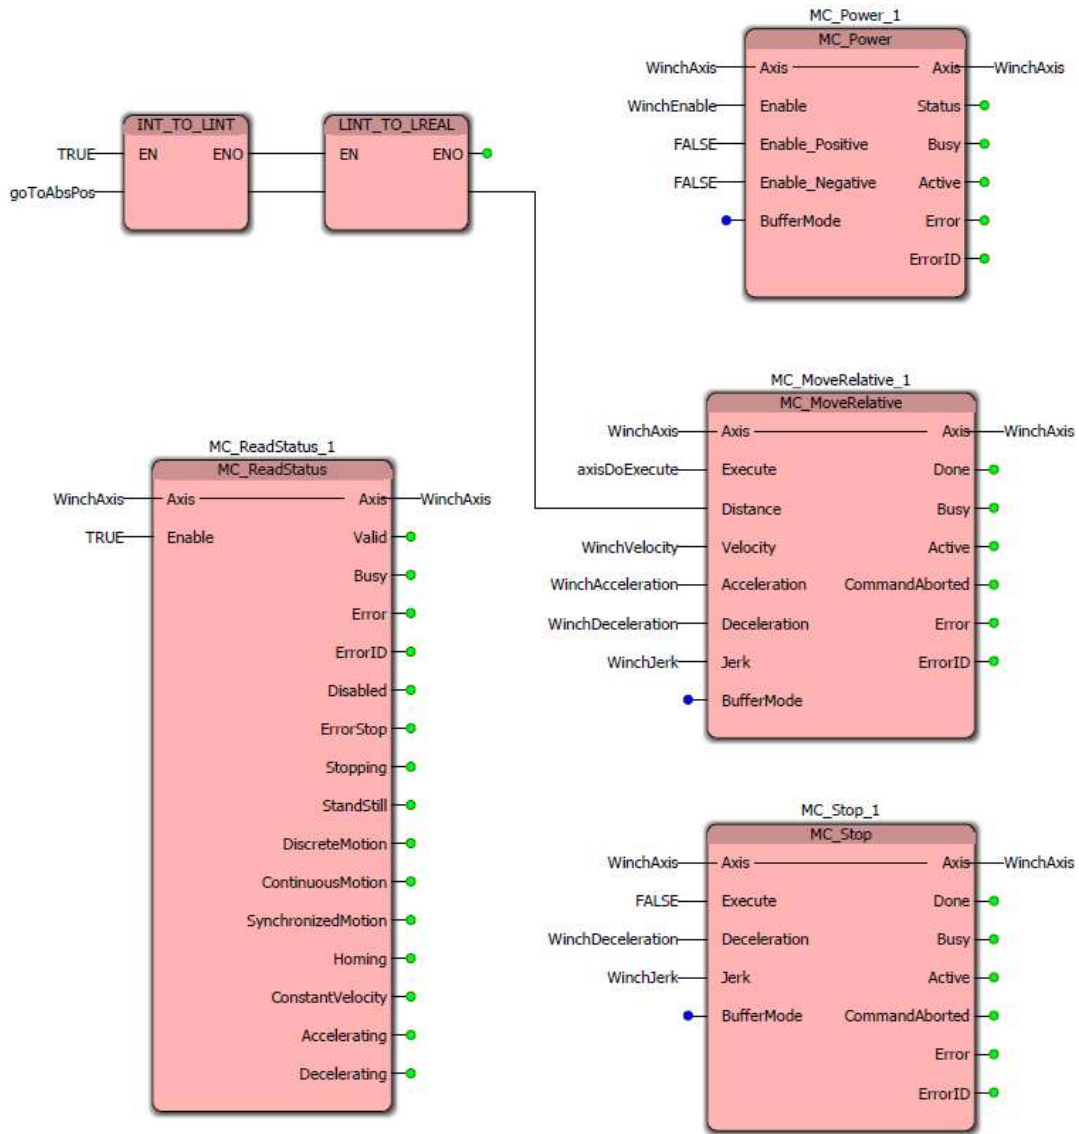 MC_Power_1
MC_Power
WinchAxis Axis Axis WinchAxis
WinchEnable Enable Status
FALSE Enable_Positive Busy
FALSE Enable_Negative Active
BufferMode Error
ErrorID
INT_TO_LINT LINT_TO_LREAL
TRUE EN ENO EN ENO
goToAbsPos
MC_MoveRelative_1
MC_MoveRelative
WinchAxis Axis Axis WinchAxis
axisDoExecute Execute Done
Distance Busy
WinchVelocity Velocity Active
WinchAcceleration Acceleration CommandAborted
WinchDeceleration Deceleration Error
WinchJerk Jerk ErrorID
BufferMode
MC_ReadStatus_1
MC_ReadStatus
WinchAxis Axis Axis WinchAxis
TRUE Enable Valid
Busy
Error
ErrorID
Disabled
ErrorStop
Stopping
StandStill
DiscreteMotion
ContinuousMotion
SynchronizedMotion
Homing
ConstantVelocity
Accelerating
Decelerating
MC_Stop_1
MC_Stop
WinchAxis Axis Axis WinchAxis
FALSE Execute Done
WinchDeceleration Deceleration Busy
WinchJerk Jerk Active
BufferMode CommandAborted
Error
ErrorID